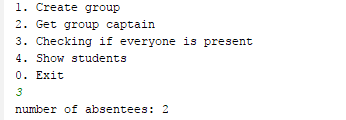 1. Create group
2. Get group captain
3. Checking if everyone is present
4. Show students
0. Exit
3
number of absentees: 2